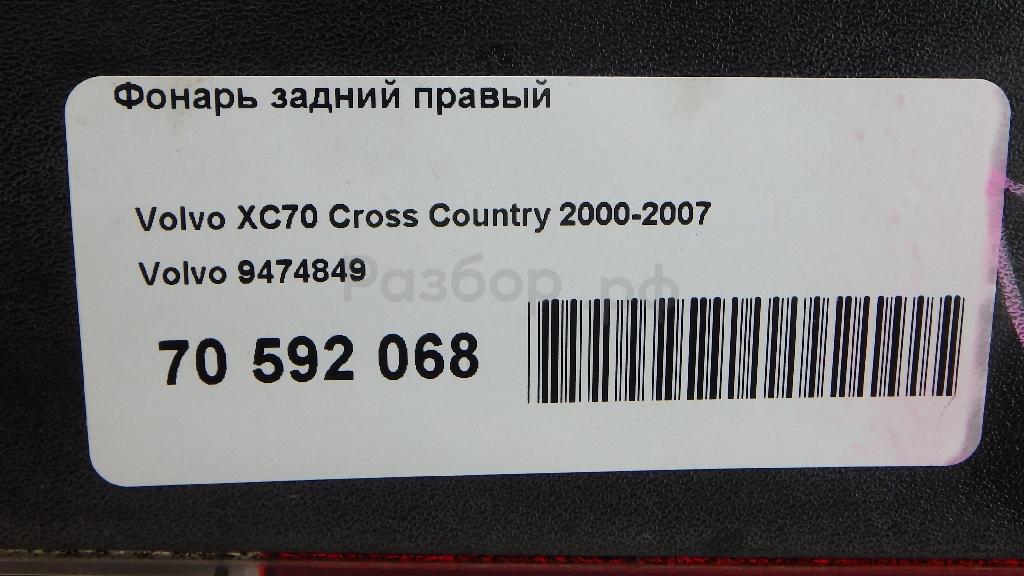 Фонарь задний правый
Volvo XC70 Cross Country 2000-2007
Volvo 9474849
Разбор.рф
70 592 068